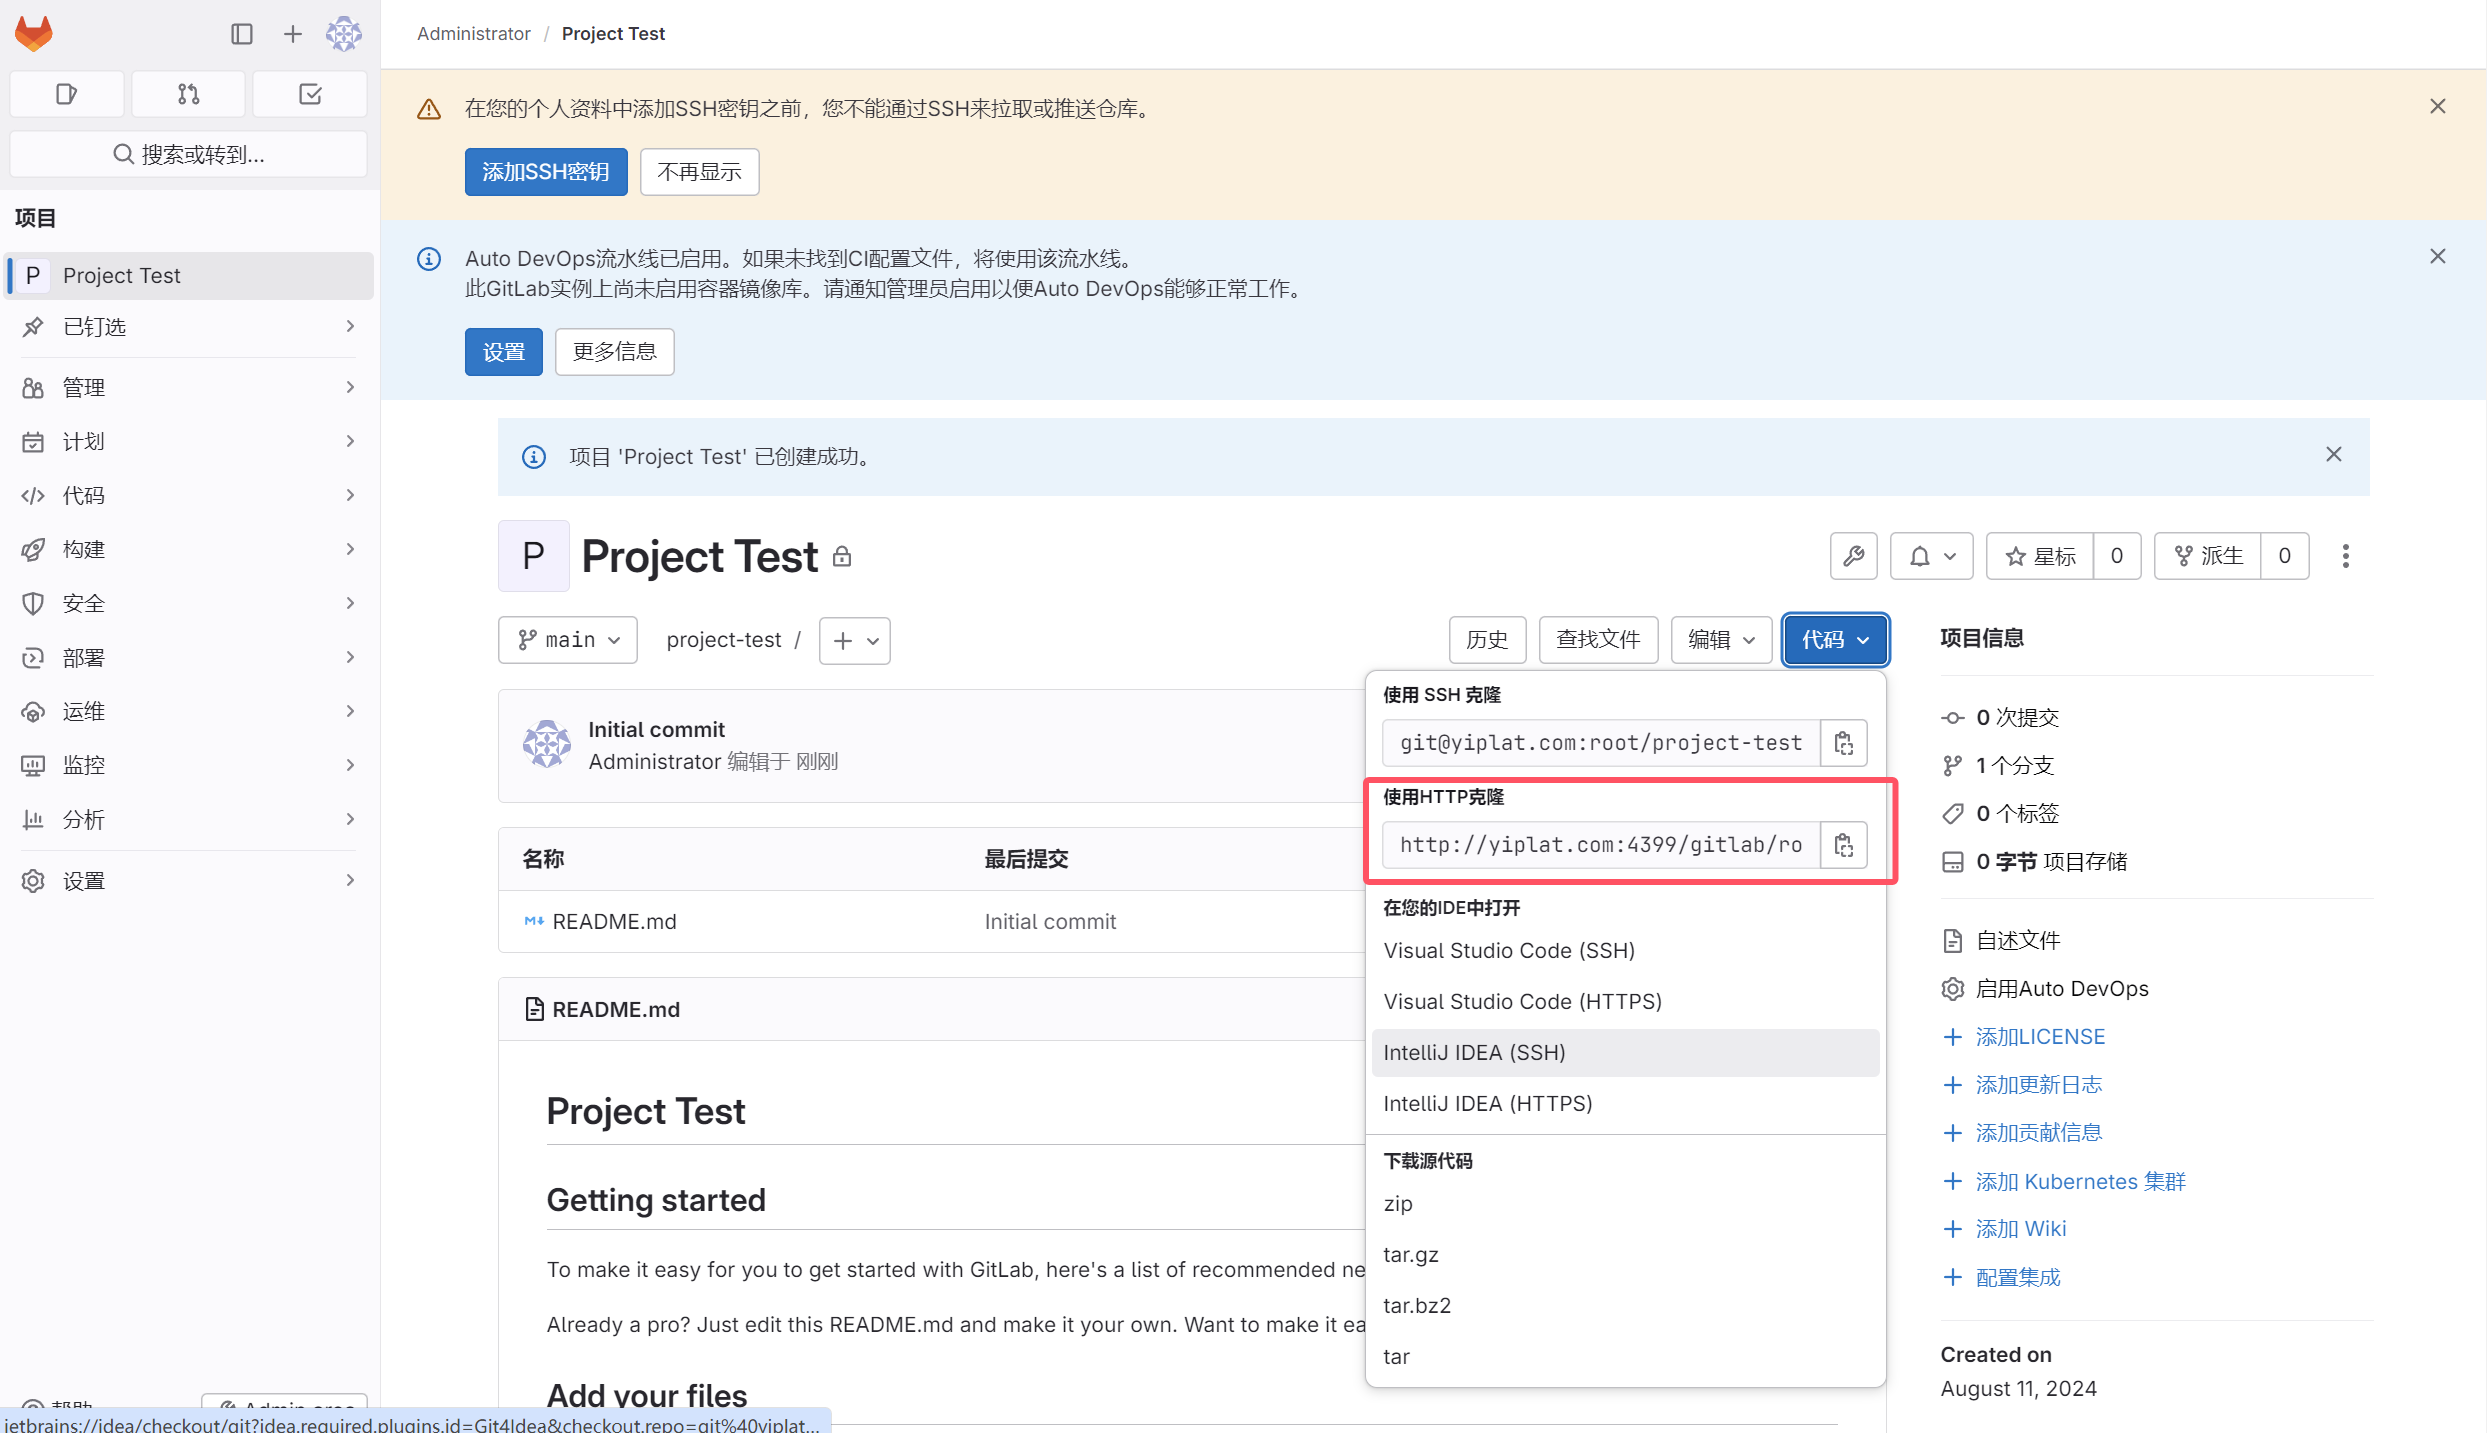 Administrator / Project Test
搜索或转到...
项目
P Project Test
已钉选
管理
计划
代码
构建
安全
部署
运维
监控
分析
设置
帮助
Admin area
在您的个人资料中添加SSH密钥之前，您不能通过SSH来拉取或推送仓库。
添加SSH密钥 不再显示
Auto DevOps流水线已启用。如果未找到CI配置文件，将使用该流水线。
此GitLab实例上尚未启用容器镜像库。请通知管理员启用以便Auto DevOps能够正常工作。
设置 更多信息
项目 'Project Test' 已创建成功。
P Project Test
星标 0 派生 0
main project-test /
历史 查找文件 编辑 代码
Initial commit
Administrator 编辑于 刚刚
名称 最后提交
README.md Initial commit
README.md
Project Test
Getting started
To make it easy for you to get started with GitLab, here's a list of recommended ne
Already a pro? Just edit this README.md and make it your own. Want to make it ea
Add your files
使用 SSH 克隆
git@yiplat.com:root/project-test
使用HTTP克隆
http://yiplat.com:4399/gitlab/ro
在您的IDE中打开
Visual Studio Code (SSH)
Visual Studio Code (HTTPS)
IntelliJ IDEA (SSH)
IntelliJ IDEA (HTTPS)
下载源代码
zip
tar.gz
tar.bz2
tar
项目信息
0 次提交
1 个分支
0 个标签
0 字节 项目存储
自述文件
启用Auto DevOps
添加LICENSE
添加更新日志
添加贡献信息
添加 Kubernetes 集群
添加 Wiki
配置集成
Created on
August 11, 2024
jetbrains://idea/checkout/git?idea.required.plugins.id=Git4Idea&checkout.repo=git%40yiplat...